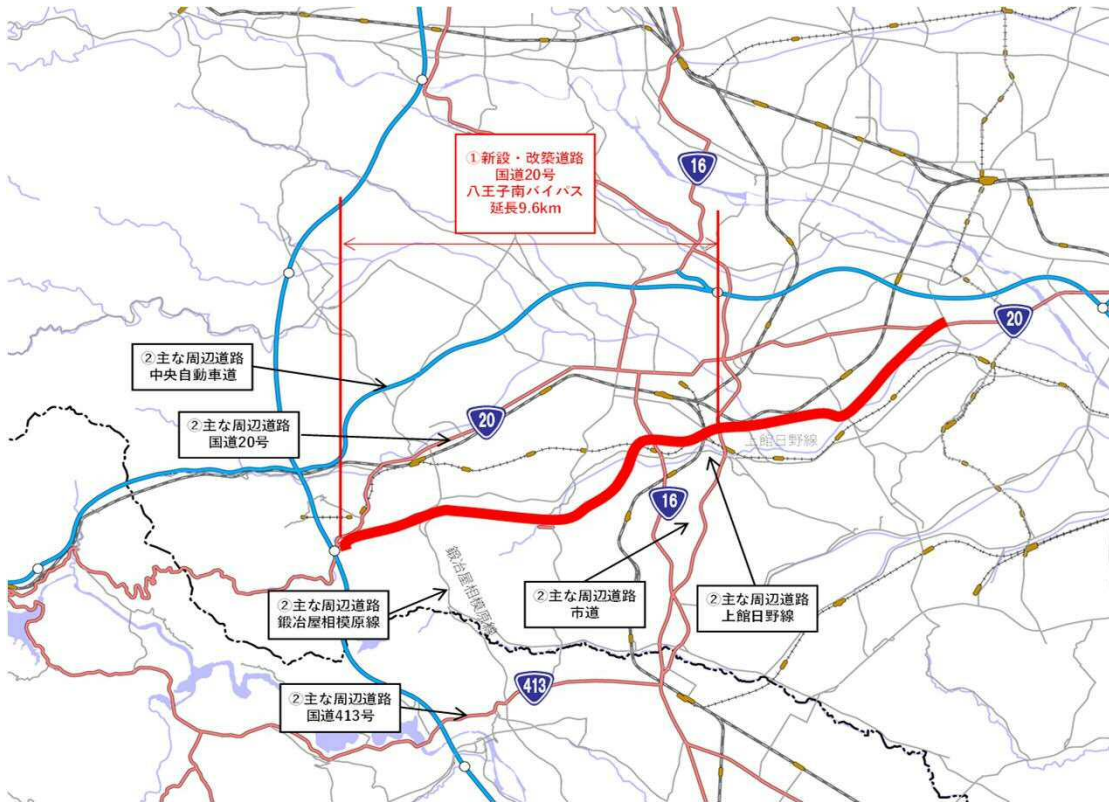 ①新設・改築道路
国道20号
八王子南バイパス
延長9.6km
16
20
②主な周辺道路
中央自動車道
②主な周辺道路
国道20号
20
上館日野線
16
鍛冶屋相模原線
②主な周辺道路
鍛冶屋相模原線
②主な周辺道路
市道
②主な周辺道路
上館日野線
413
②主な周辺道路
国道413号